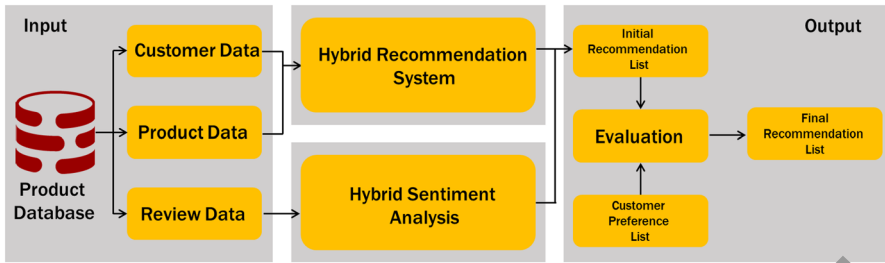 Input
Customer Data
Product Data
Review Data
Product
Database
Hybrid Recommendation
System
Hybrid Sentiment
Analysis
Output
Initial
Recommendation
List
Evaluation
Final
Recommendation
List
Customer
Preference
List